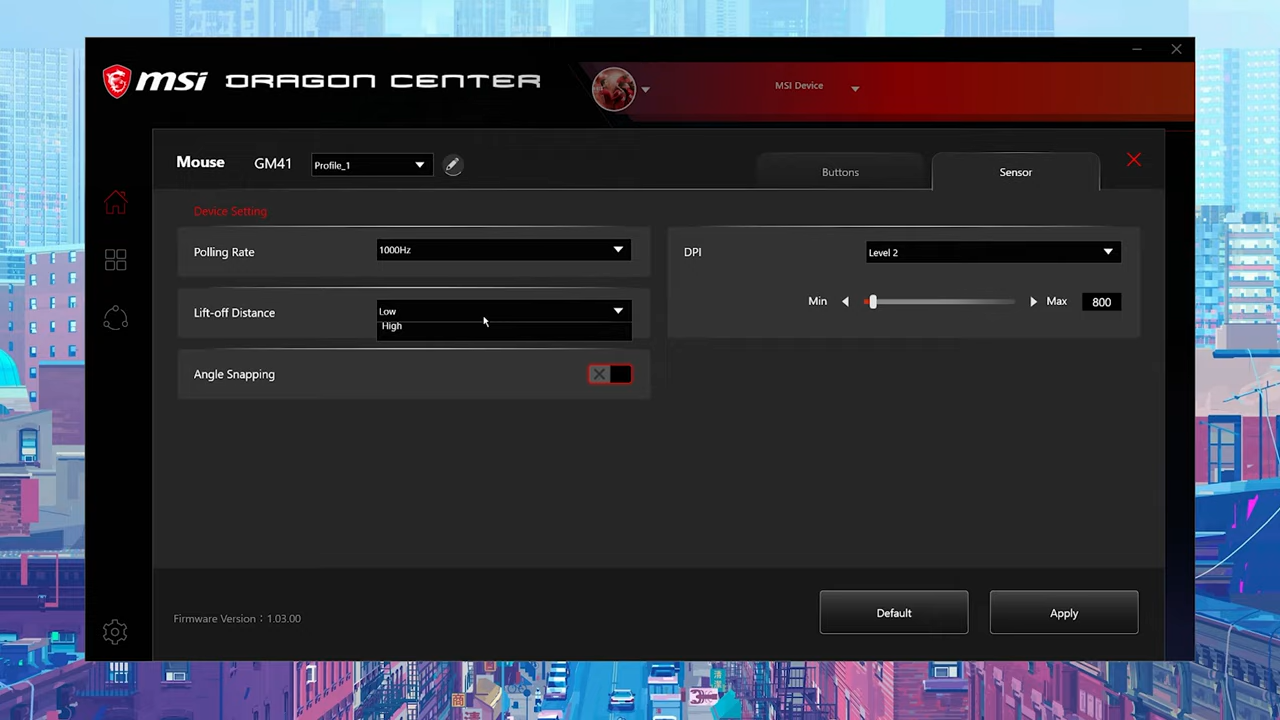 msi DRAGON CENTER
MSI Device
Mouse GM41 Profile_1
Buttons
Sensor
Device Setting
Polling Rate 1000Hz
Lift-off Distance Low
High
Angle Snapping
DPI Level 2
Min Max 800
Firmware Version : 1.03.00
Default
Apply